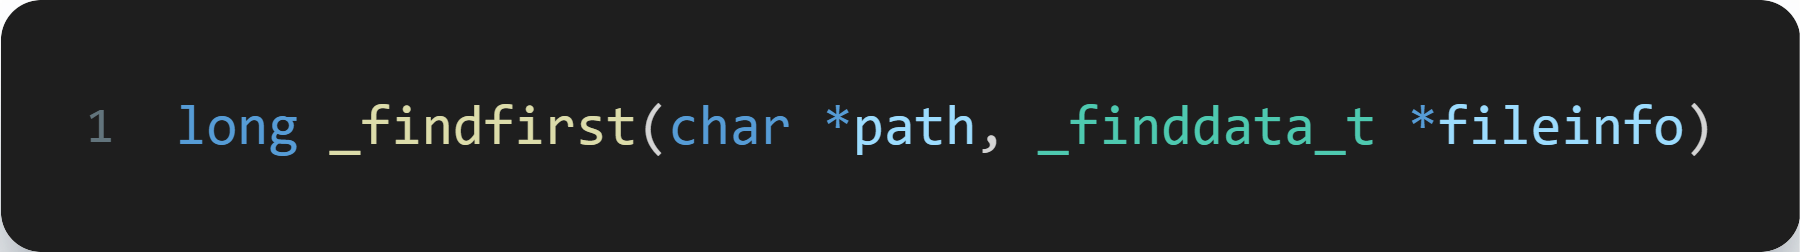 1 long _findfirst(char *path, _finddata_t *fileinfo)